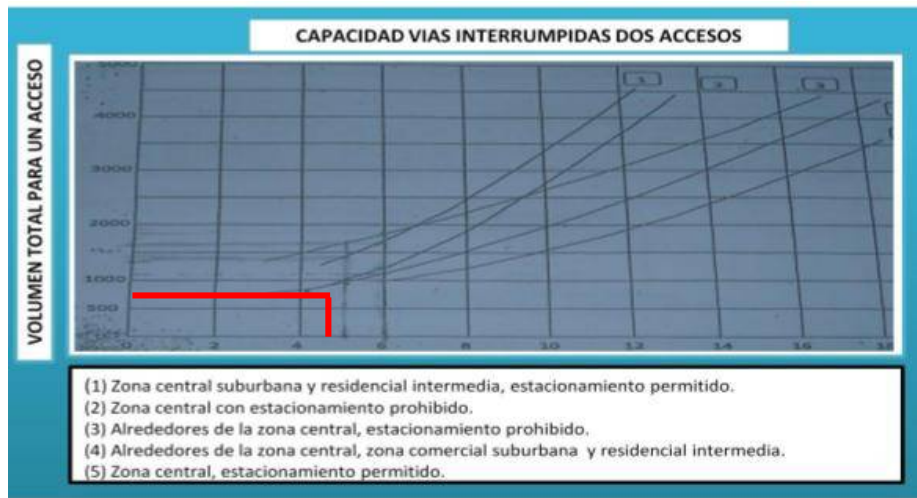 CAPACIDAD VIAS INTERRUMPIDAS DOS ACCESOS
VOLUMEN TOTAL PARA UN ACCESO
5000
1 2 3
4000
3000
2000
1000
500
0 2 4 6 8 10 12 14 16 18
(1) Zona central suburbana y residencial intermedia, estacionamiento permitido.
(2) Zona central con estacionamiento prohibido.
(3) Alrededores de la zona central, estacionamiento prohibido.
(4) Alrededores de la zona central, zona comercial suburbana y residencial intermedia.
(5) Zona central, estacionamiento permitido.